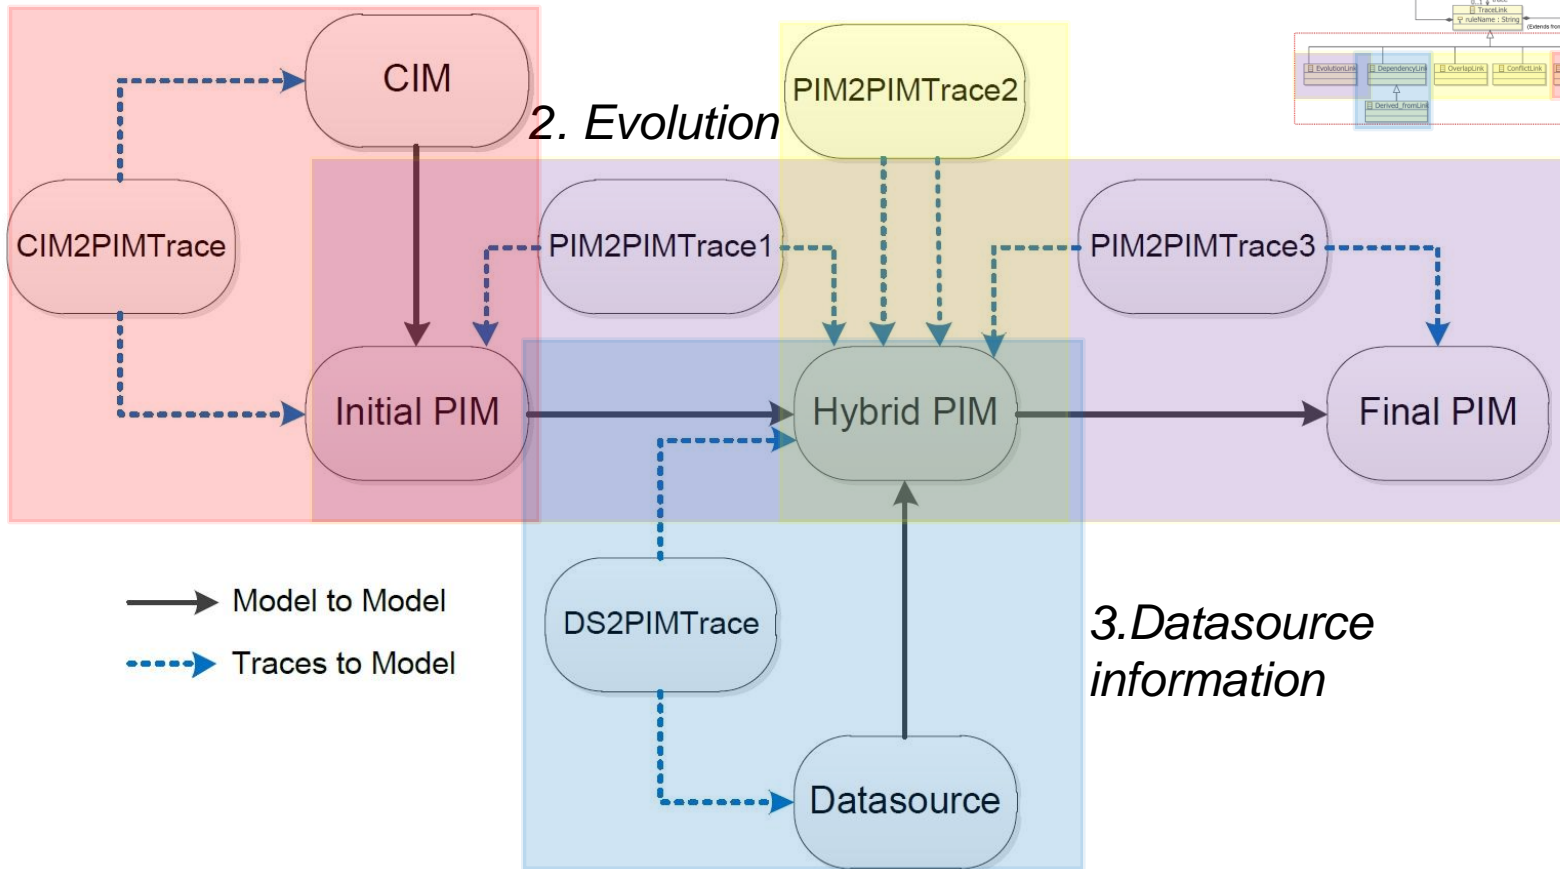 TraceLink
ruleName : String
EvolutionLink
DependencyLink
OverlapLink
ConflictLink
Derived_fromLink
CIM
PIM2PIMTrace2
2. Evolution
CIM2PIMTrace
PIM2PIMTrace1
PIM2PIMTrace3
Initial PIM
Hybrid PIM
Final PIM
Model to Model
Traces to Model
DS2PIMTrace
3.Datasource
information
Datasource